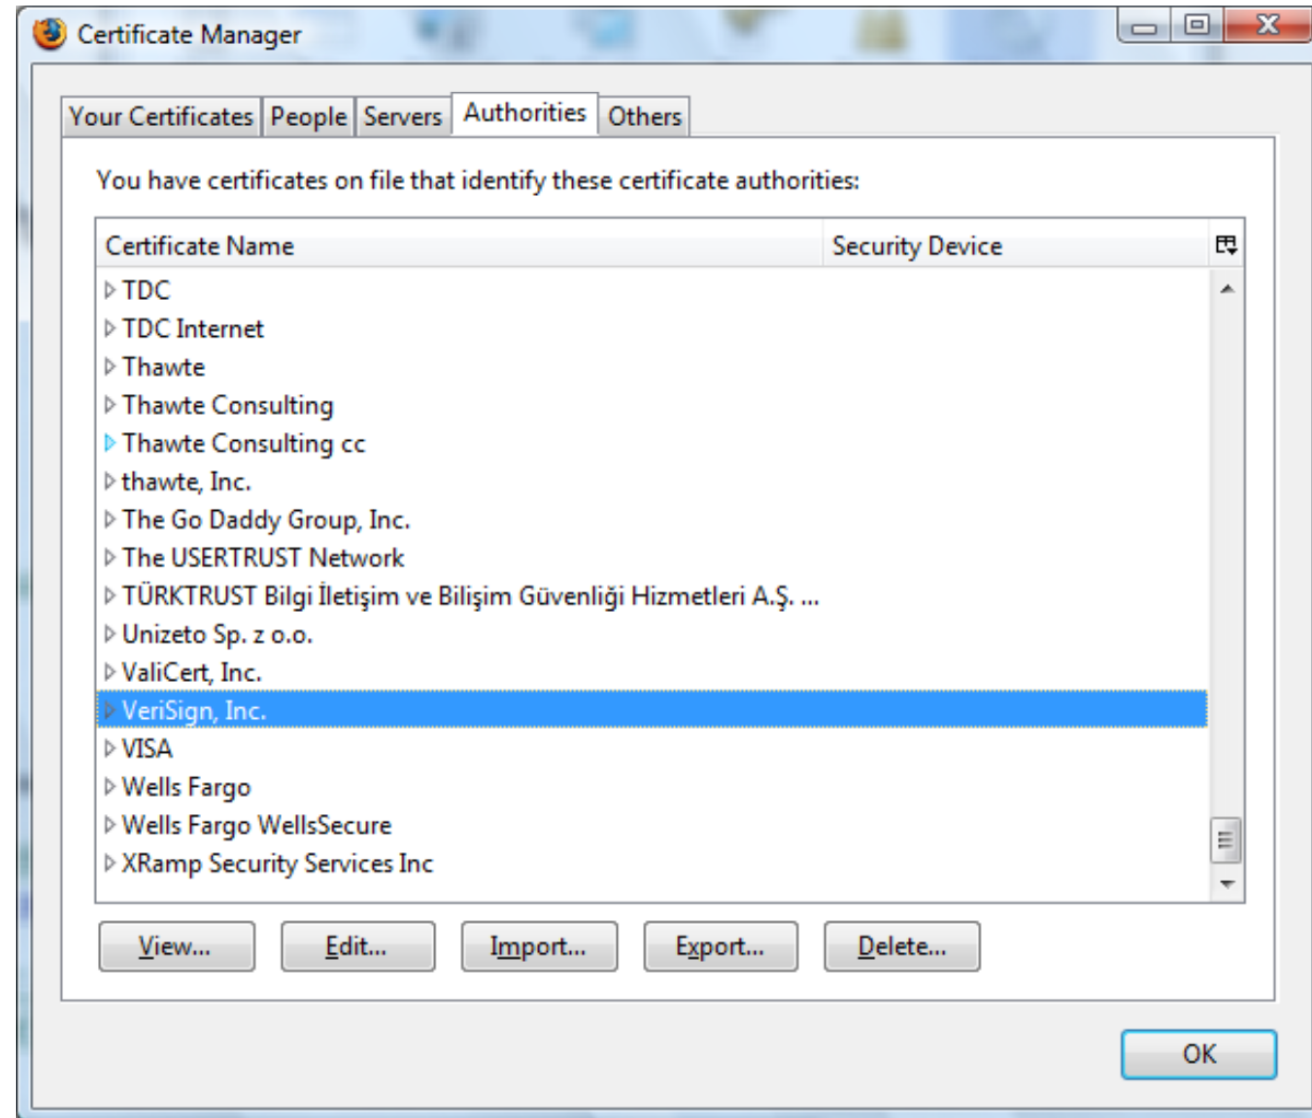 Certificate Manager
Your Certificates People Servers Authorities Others
You have certificates on file that identify these certificate authorities:
Certificate Name Security Device
TDC
TDC Internet
Thawte
Thawte Consulting
Thawte Consulting cc
thawte, Inc.
The Go Daddy Group, Inc.
The USERTRUST Network
TÜRKTRUST Bilgi İletişim ve Bilişim Güvenliği Hizmetleri A.Ş. ...
Unizeto Sp. z o.o.
ValiCert, Inc.
VeriSign, Inc.
VISA
Wells Fargo
Wells Fargo WellsSecure
XRamp Security Services Inc
View... Edit... Import... Export... Delete...
OK